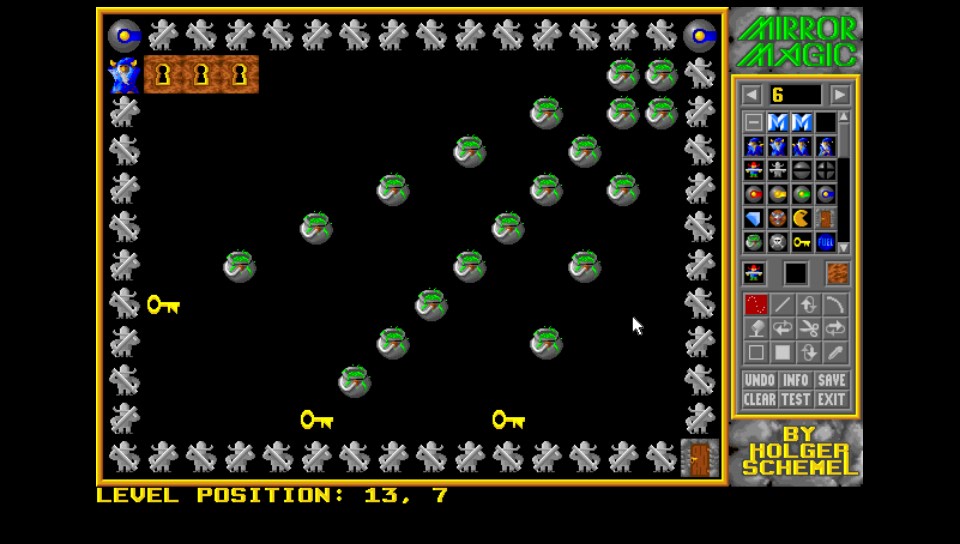 MIRROR
MAGIC
6
FULL
UNDO INFO SAVE
CLEAR TEST EXIT
BY
HOLGER
SCHEMEL
LEVEL POSITION: 13, 7